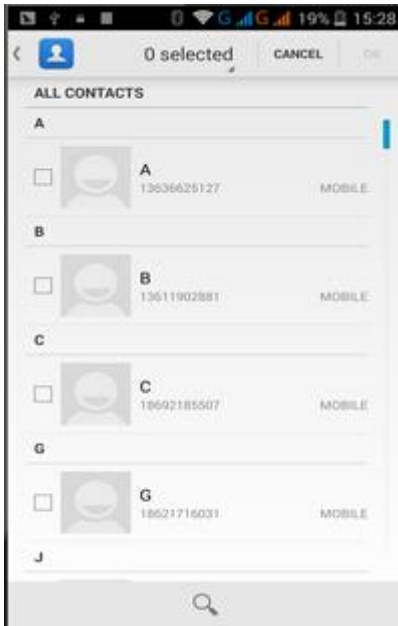 G G 19% 15:28
0 selected CANCEL OK
ALL CONTACTS
A
A
13636625127 MOBILE
B
B
13611902881 MOBILE
C
C
18692185507 MOBILE
G
G
18621716031 MOBILE
J